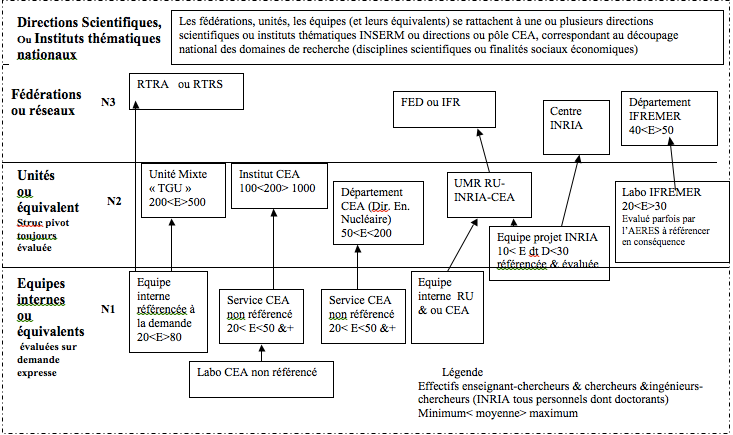 Directions Scientifiques,
Ou Instituts thématiques
nationaux
Les fédérations, unités, les équipes (et leurs équivalents) se rattachent à une ou plusieurs directions
scientifiques ou instituts thématiques INSERM ou directions ou pôle CEA, correspondant au découpage
national des domaines de recherche (disciplines scientifiques ou finalités sociaux économiques)
Fédérations
ou réseaux
N3
RTRA ou RTRS
FED ou IFR
Centre
INRIA
Département
IFREMER
40<E>50
Unités
ou
équivalent
Struc pivot
toujours
évaluée
N2
Unité Mixte
« TGU »
200<E>500
Institut CEA
100<200> 1000
Département
CEA (Dir. En.
Nucléaire)
50<E<200
UMR RU-
INRIA-CEA
Equipe projet INRIA
10< E dt D<30
référencée & évaluée
Labo IFREMER
20<E>30
Evalué parfois par
l'AERES à référencer
en conséquence
Equipes
internes
ou
équivalents
évaluées sur
demande
expresse
N1
Equipe
interne
référencée à
la demande
20<E>80
Service CEA
non référencé
20< E<50 &+
Service CEA
non référencé
20< E<50 &+
Equipe
interne RU
& ou CEA
Labo CEA non référencé
Légende
Effectifs enseignant-chercheurs & chercheurs &ingénieurs-
chercheurs (INRIA tous personnels dont doctorants)
Minimum< moyenne> maximum